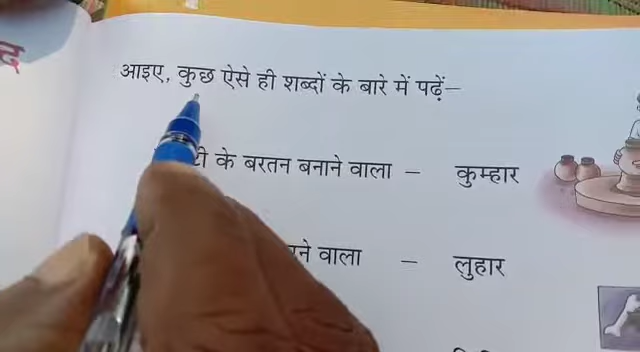 आइए, कुछ ऐसे ही शब्दों के बारे में पढ़ें–
के बरतन बनाने वाला – कुम्हार
वाला – लुहार